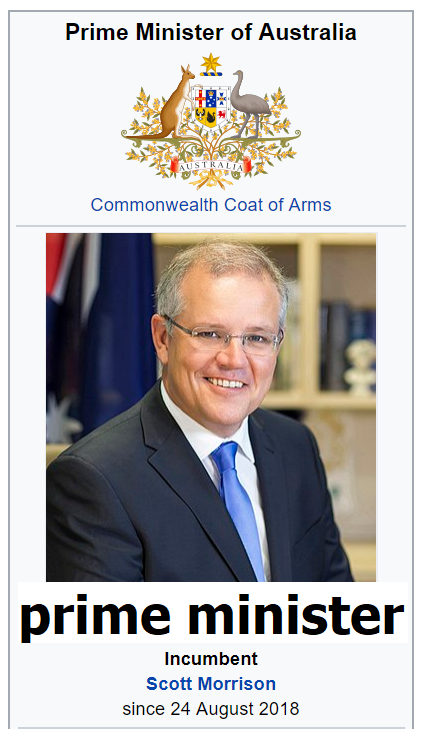 Prime Minister of Australia
AUSTRALIA
Commonwealth Coat of Arms
prime minister
Incumbent
Scott Morrison
since 24 August 2018